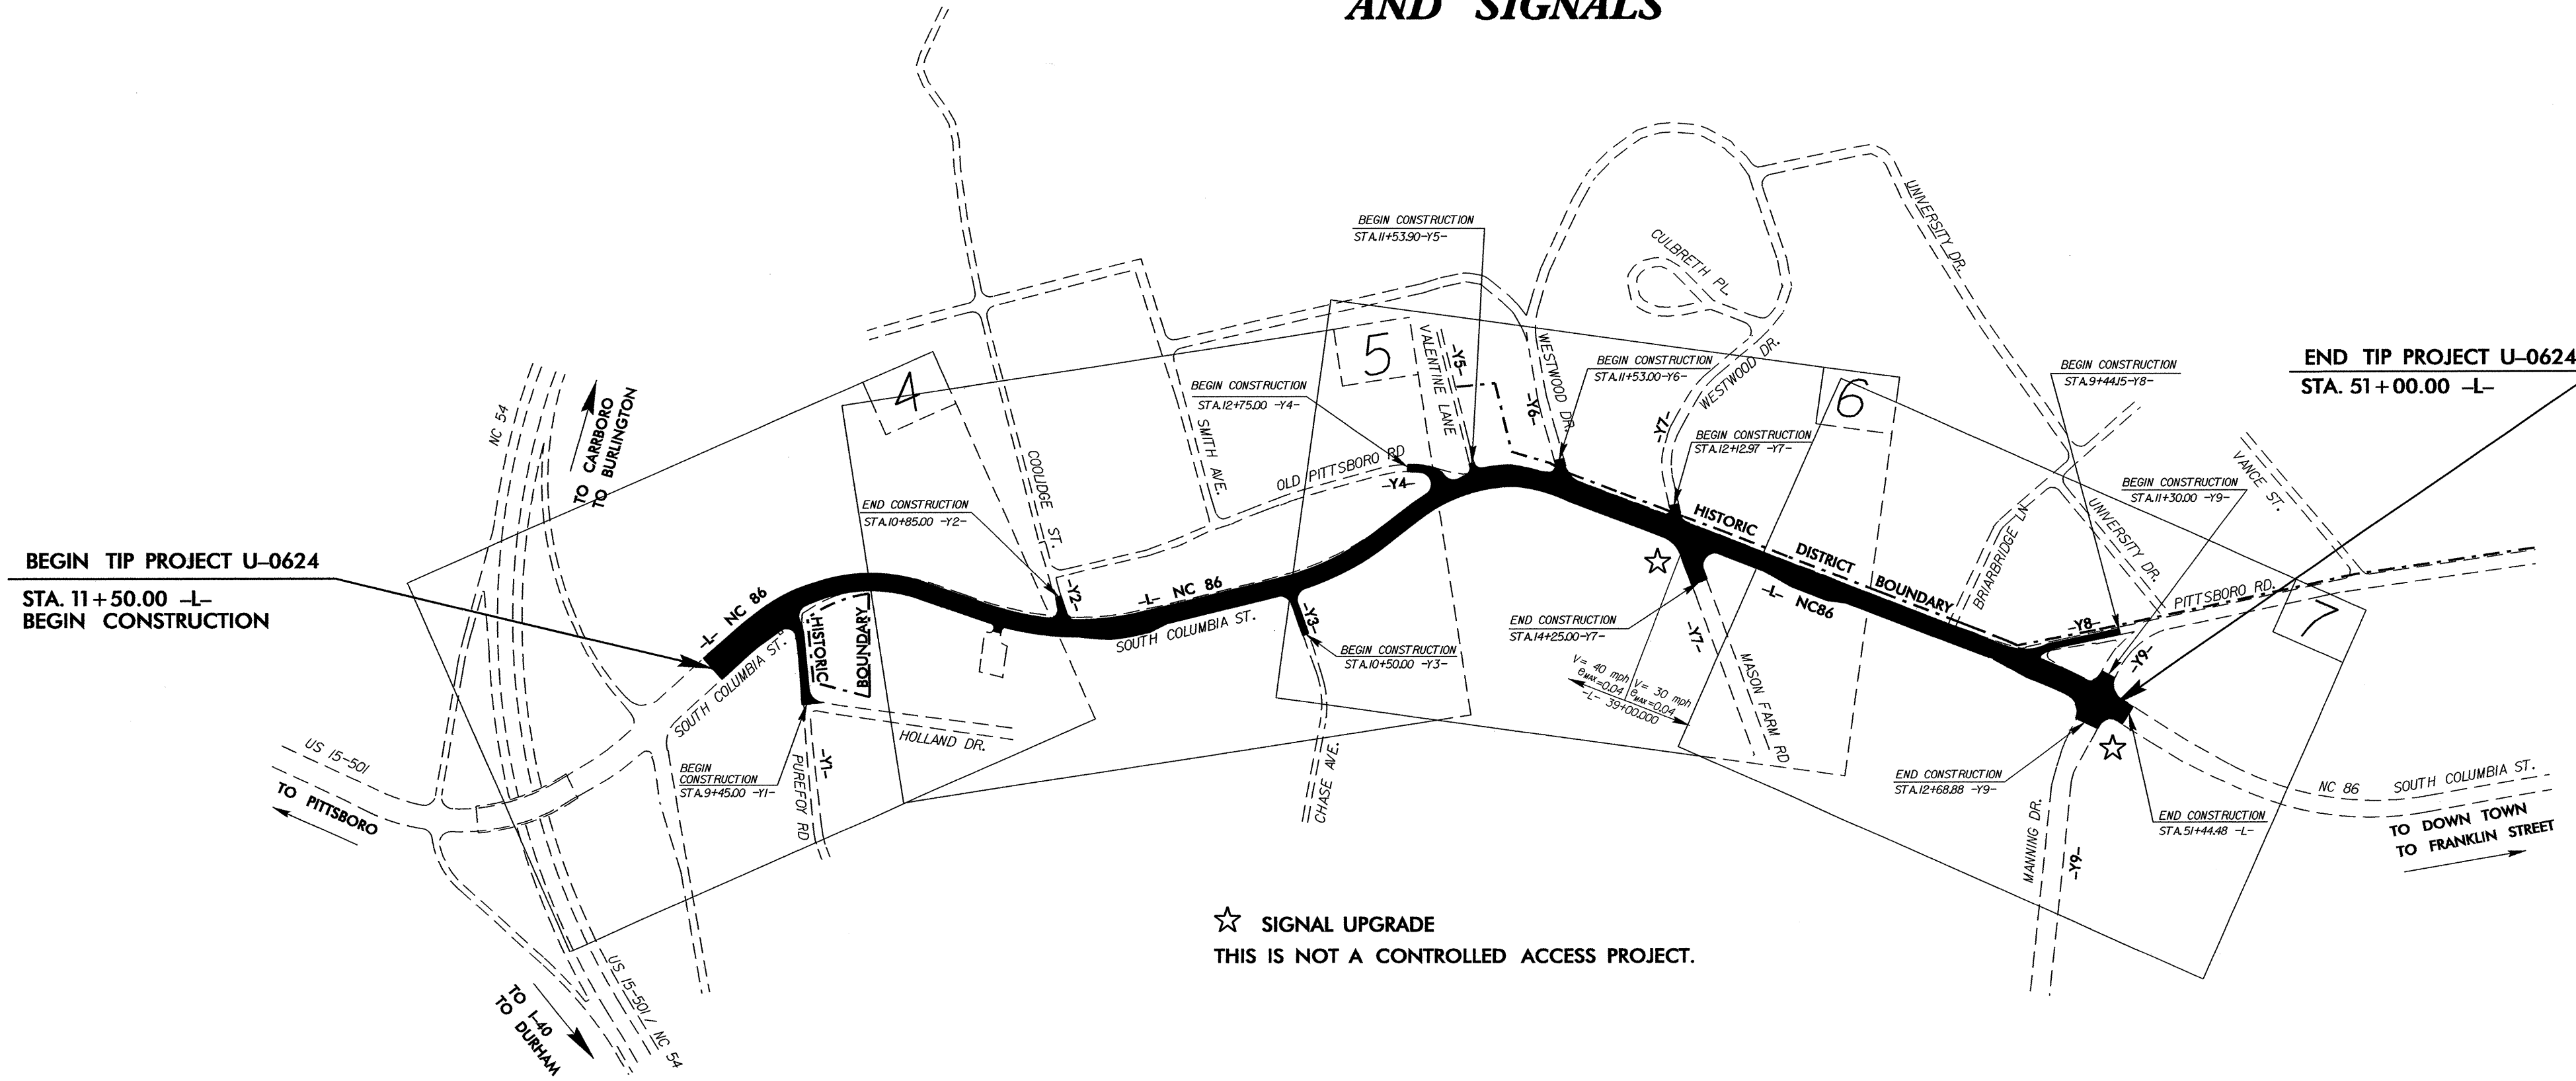 AND SIGNALS
BEGIN TIP PROJECT U-0624
STA. 11+50.00 -L-
BEGIN CONSTRUCTION
END TIP PROJECT U-0624
STA. 51+00.00 -L-
NC 54
TO CARRBORO
TO BURLINGTON
US 15-501
TO PITTSBORO
TO I-40
TO DURHAM
US 15-501 / NC 54
SOUTH COLUMBIA ST.
-L- NC 86
HISTORIC
BOUNDARY
HOLLAND DR.
PUREFOY RD
-Y1-
BEGIN
CONSTRUCTION
STA.9+45.00 -Y1-
4
END CONSTRUCTION
STA.10+85.00 -Y2-
COOLIDGE ST.
-Y2-
-L- NC 86
SOUTH COLUMBIA ST.
SMITH AVE.
OLD PITTSBORO RD
-Y4-
BEGIN CONSTRUCTION
STA.12+75.00 -Y4-
-Y3-
BEGIN CONSTRUCTION
STA.10+50.00 -Y3-
CHASE AVE.
5
VALENTINE LANE
-Y5-
BEGIN CONSTRUCTION
STA.11+53.90-Y5-
WESTWOOD DR.
-Y6-
BEGIN CONSTRUCTION
STA.11+53.00-Y6-
CULBRETH PL.
WESTWOOD DR.
-Y7-
BEGIN CONSTRUCTION
STA.12+12.97 -Y7-
END CONSTRUCTION
STA.14+25.00-Y7-
-Y7-
MASON FARM RD
V= 40 mph
eMAX=0.04
V= 30 mph
eMAX=0.04
-L- 39+00.000
HISTORIC DISTRICT BOUNDARY
-L- NC86
6
UNIVERSITY DR.
BRIARBRIDGE LN
UNIVERSITY DR.
BEGIN CONSTRUCTION
STA.9+44.15-Y8-
BEGIN CONSTRUCTION
STA.11+30.00 -Y9-
VANCE ST.
PITTSBORO RD.
-Y8-
-Y9-
7
END CONSTRUCTION
STA.12+68.88 -Y9-
END CONSTRUCTION
STA.51+44.48 -L-
MANNING DR.
-Y9-
NC 86 SOUTH COLUMBIA ST.
TO DOWN TOWN
TO FRANKLIN STREET
SIGNAL UPGRADE
THIS IS NOT A CONTROLLED ACCESS PROJECT.